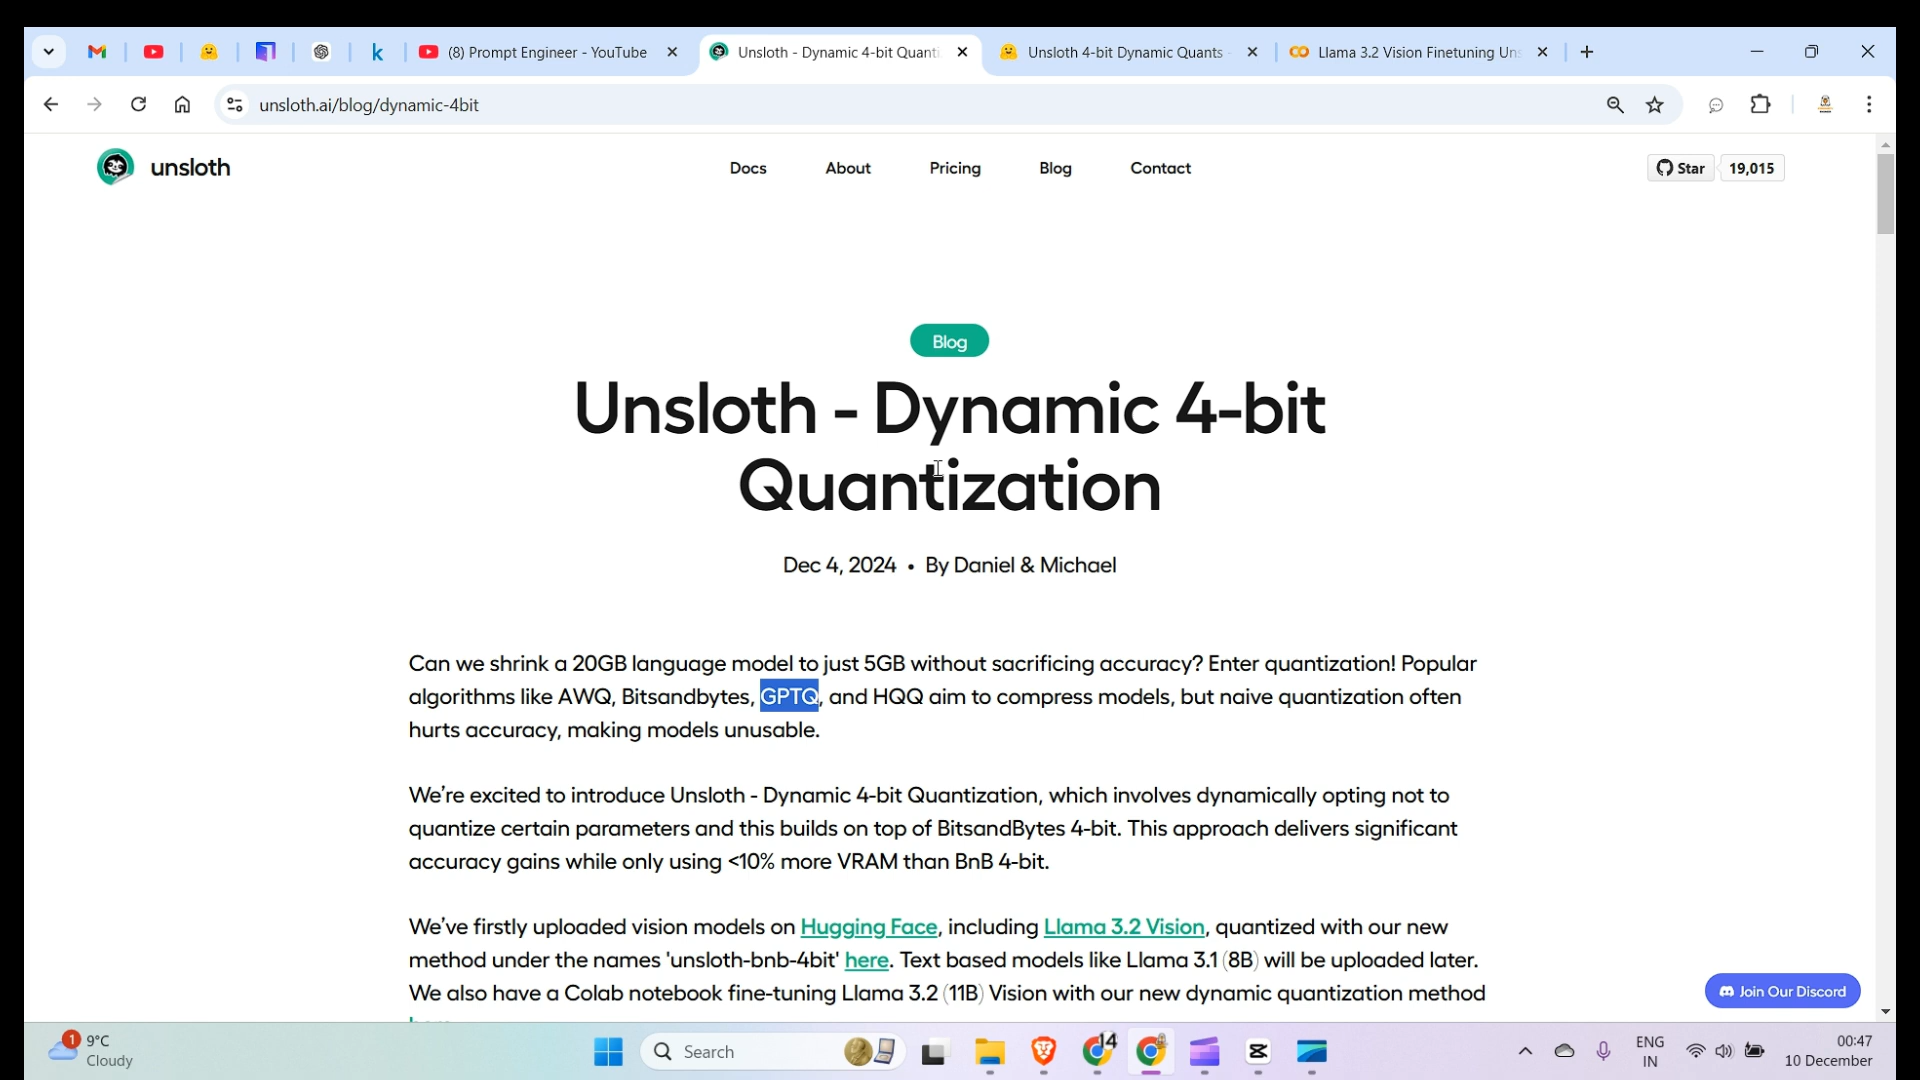 (8) Prompt Engineer - YouTube
Unsloth - Dynamic 4-bit Quanti
Unsloth 4-bit Dynamic Quants
Llama 3.2 Vision Finetuning Uns
unsloth.ai/blog/dynamic-4bit
unsloth
Docs
About
Pricing
Blog
Contact
Star
19,015
Blog
Unsloth - Dynamic 4-bit
Quantization
Dec 4, 2024 • By Daniel & Michael
Can we shrink a 20GB language model to just 5GB without sacrificing accuracy? Enter quantization! Popular
algorithms like AWQ, Bitsandbytes, GPTQ, and HQQ aim to compress models, but naive quantization often
hurts accuracy, making models unusable.
We're excited to introduce Unsloth - Dynamic 4-bit Quantization, which involves dynamically opting not to
quantize certain parameters and this builds on top of BitsandBytes 4-bit. This approach delivers significant
accuracy gains while only using <10% more VRAM than BnB 4-bit.
We've firstly uploaded vision models on Hugging Face, including Llama 3.2 Vision, quantized with our new
method under the names 'unsloth-bnb-4bit' here. Text based models like Llama 3.1 (8B) will be uploaded later.
We also have a Colab notebook fine-tuning Llama 3.2 (11B) Vision with our new dynamic quantization method
Join Our Discord
1
9°C
Cloudy
Search
14
ENG
IN
00:47
10 December